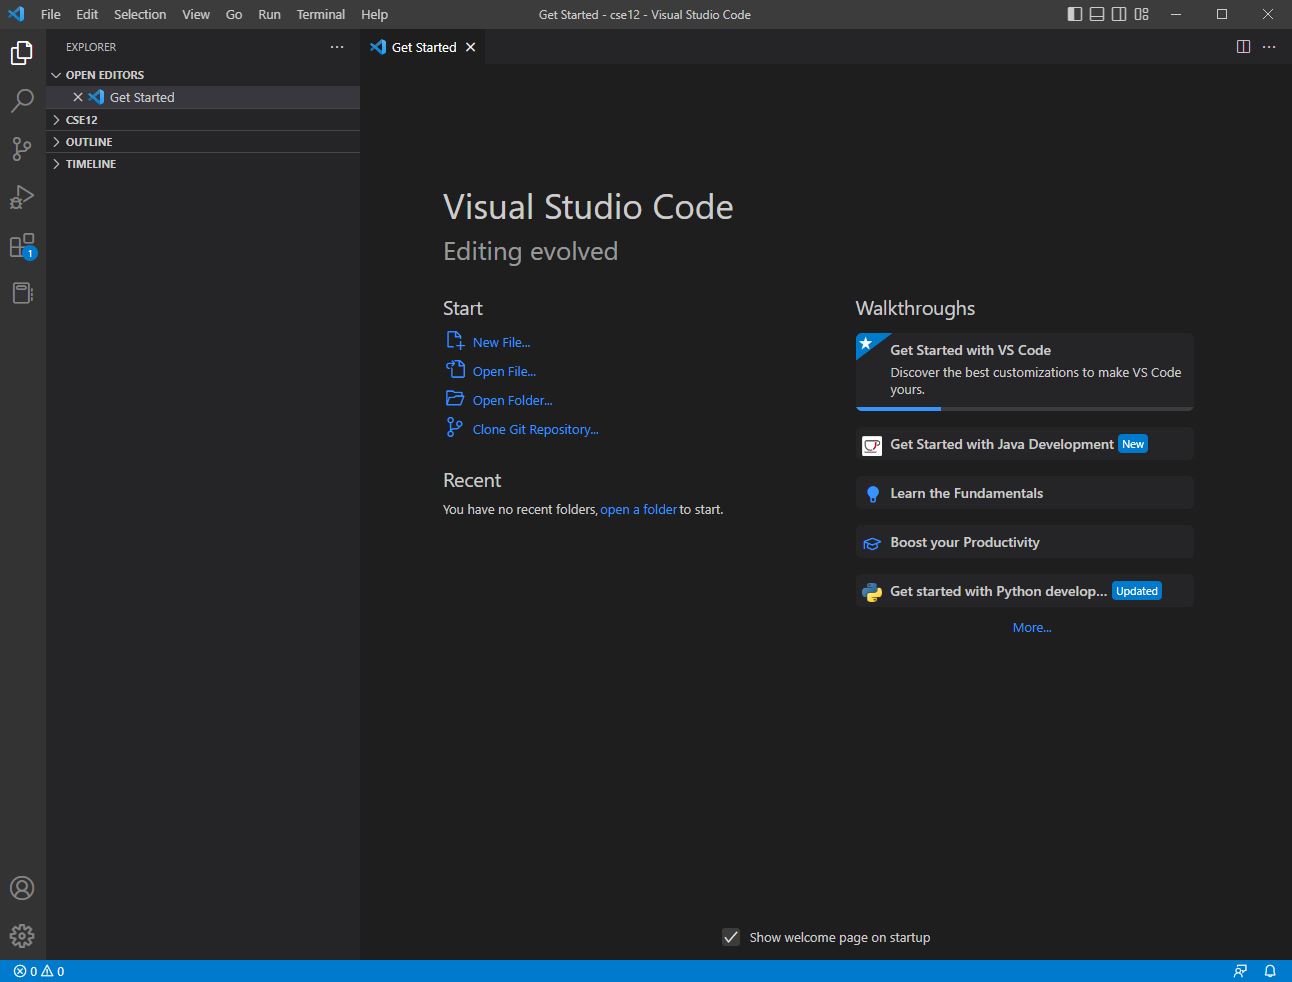 File Edit Selection View Go Run Terminal Help
Get Started - cse12 - Visual Studio Code
EXPLORER
OPEN EDITORS
Get Started
CSE12
OUTLINE
TIMELINE
1
Get Started
Visual Studio Code
Editing evolved
Start
New File...
Open File...
Open Folder...
Clone Git Repository...
Recent
You have no recent folders, open a folder to start.
Walkthroughs
Get Started with VS Code
Discover the best customizations to make VS Code
yours.
Get Started with Java Development New
Learn the Fundamentals
Boost your Productivity
Get started with Python develop... Updated
More...
Show welcome page on startup
0 0